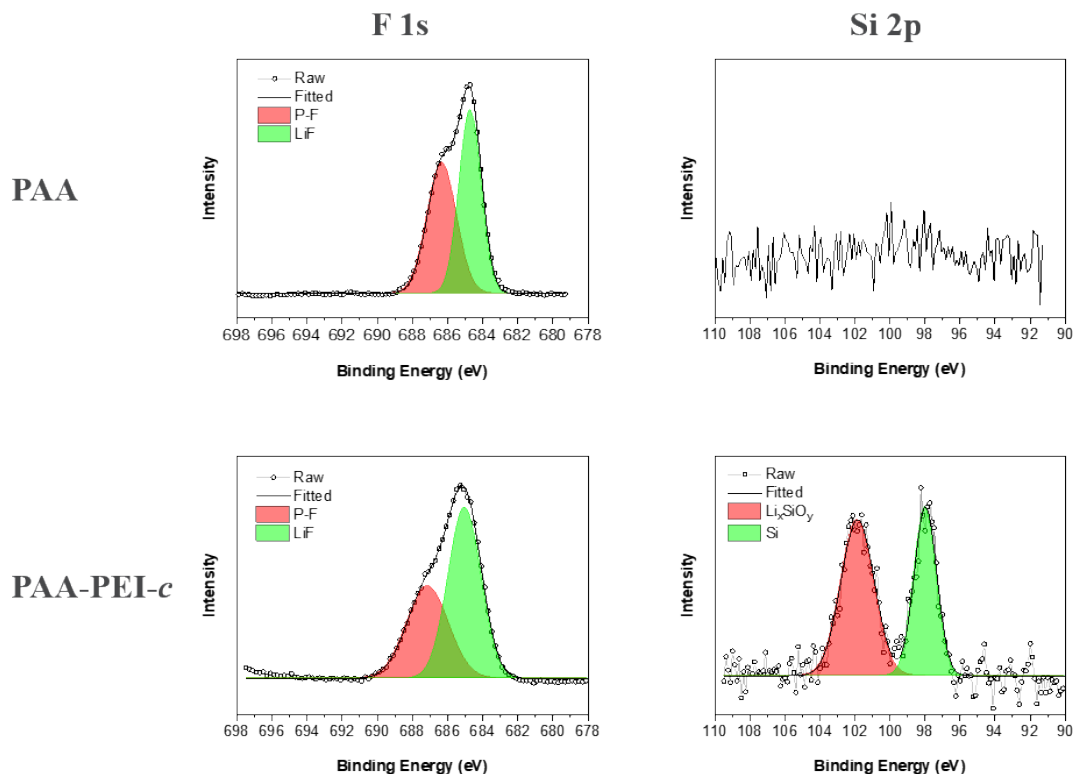 F 1s
Si 2p
PAA
Raw
Fitted
P-F
LiF
Intensity
698 696 694 692 690 688 686 684 682 680 678
Binding Energy (eV)
Intensity
110 108 106 104 102 100 98 96 94 92 90
Binding Energy (eV)
PAA-PEI-c
Raw
Fitted
P-F
LiF
Intensity
698 696 694 692 690 688 686 684 682 680 678
Binding Energy (eV)
Raw
Fitted
LixSiOy
Si
Intensity
110 108 106 104 102 100 98 96 94 92 90
Binding Energy (eV)